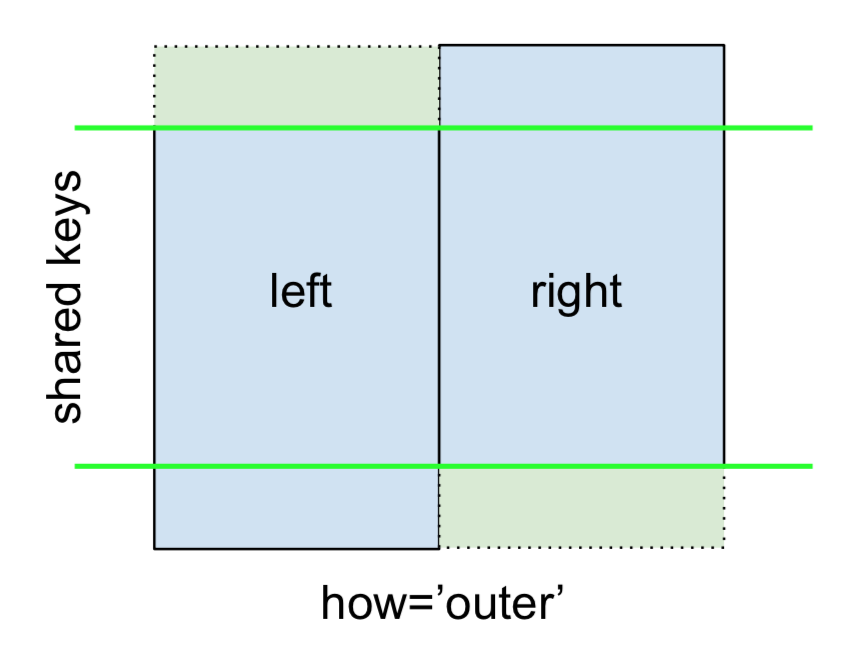 shared keys
left
right
how=’outer’